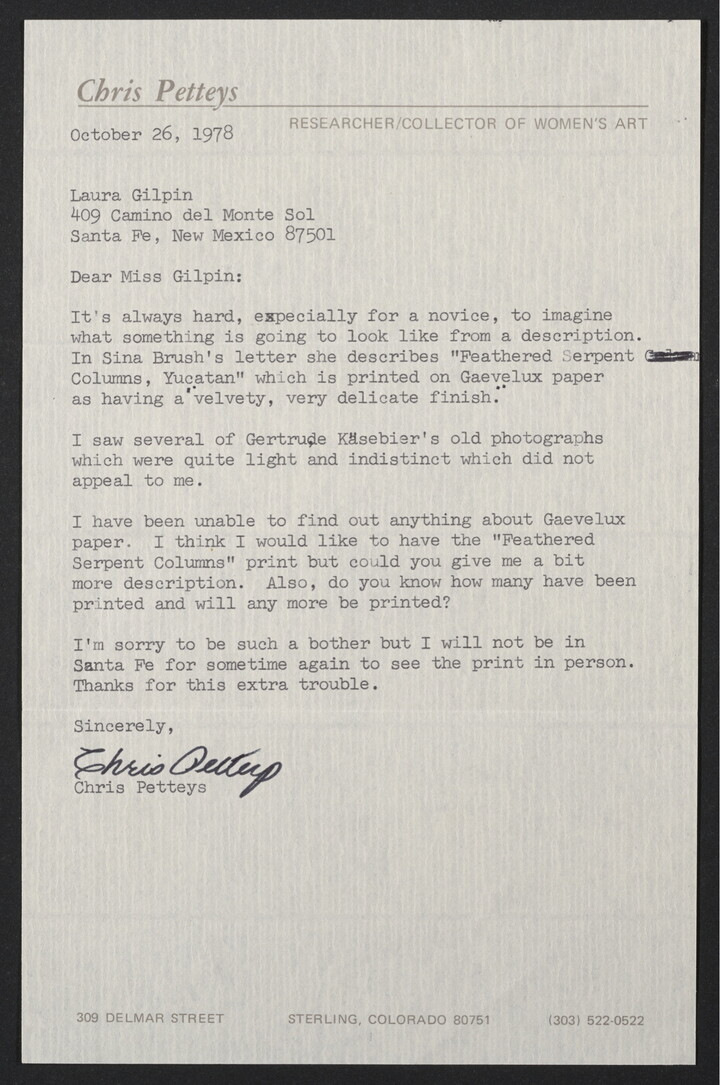 Chris Petteys
RESEARCHER/COLLECTOR OF WOMEN'S ART
October 26, 1978
Laura Gilpin
409 Camino del Monte Sol
Santa Fe, New Mexico 87501
Dear Miss Gilpin:
It's always hard, especially for a novice, to imagine
what something is going to look like from a description.
In Sina Brush's letter she describes "Feathered Serpent
Columns, Yucatan" which is printed on Gaevelux paper
as having a "velvety, very delicate finish."
I saw several of Gertrude Käsebier's old photographs
which were quite light and indistinct which did not
appeal to me.
I have been unable to find out anything about Gaevelux
paper. I think I would like to have the "Feathered
Serpent Columns" print but could you give me a bit
more description. Also, do you know how many have been
printed and will any more be printed?
I'm sorry to be such a bother but I will not be in
Santa Fe for sometime again to see the print in person.
Thanks for this extra trouble.
Sincerely,
Chris Petteys
Chris Petteys
309 DELMAR STREET STERLING, COLORADO 80751 (303) 522-0522